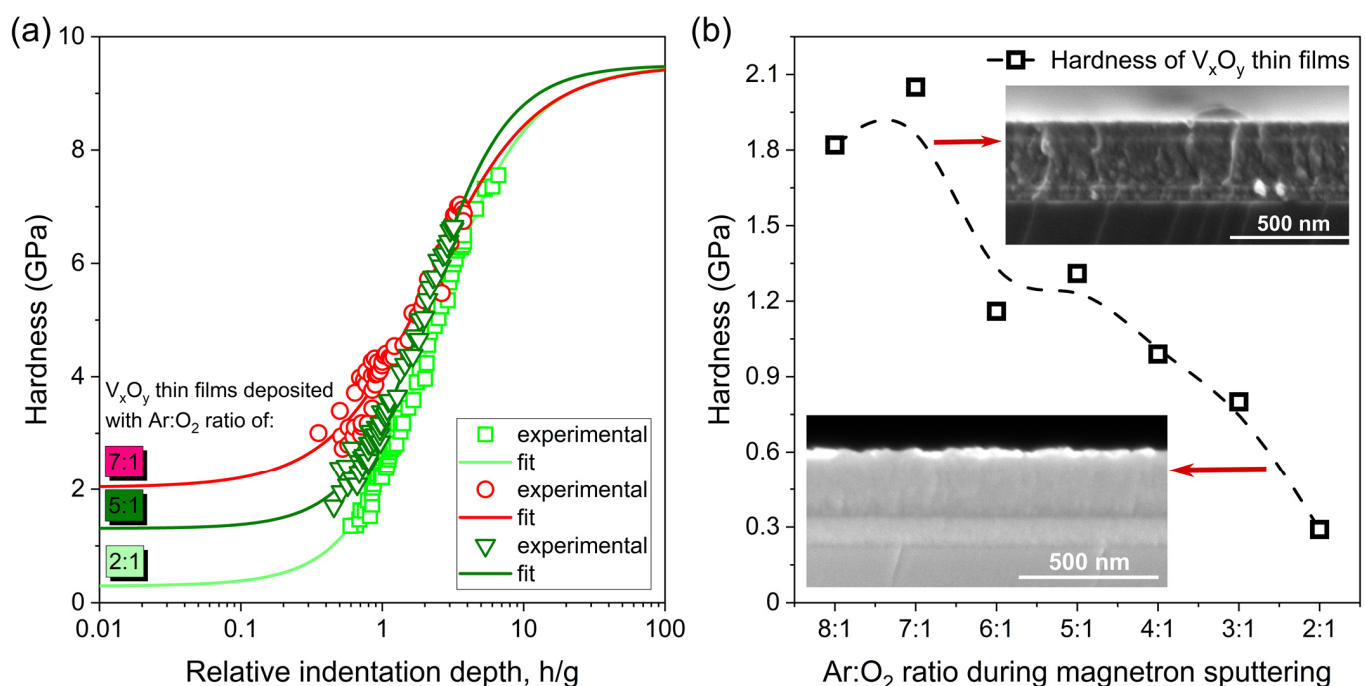 (a)
10
8
6
4
2
0
Hardness (GPa)
VₓOᵧ thin films deposited
with Ar:O₂ ratio of:
7:1
5:1
2:1
experimental
fit
experimental
fit
experimental
fit
0.01 0.1 1 10 100
Relative indentation depth, h/g
(b)
2.1
1.8
1.5
1.2
0.9
0.6
0.3
0
Hardness (GPa)
Hardness of VₓOᵧ thin films
500 nm
500 nm
8:1 7:1 6:1 5:1 4:1 3:1 2:1
Ar:O₂ ratio during magnetron sputtering